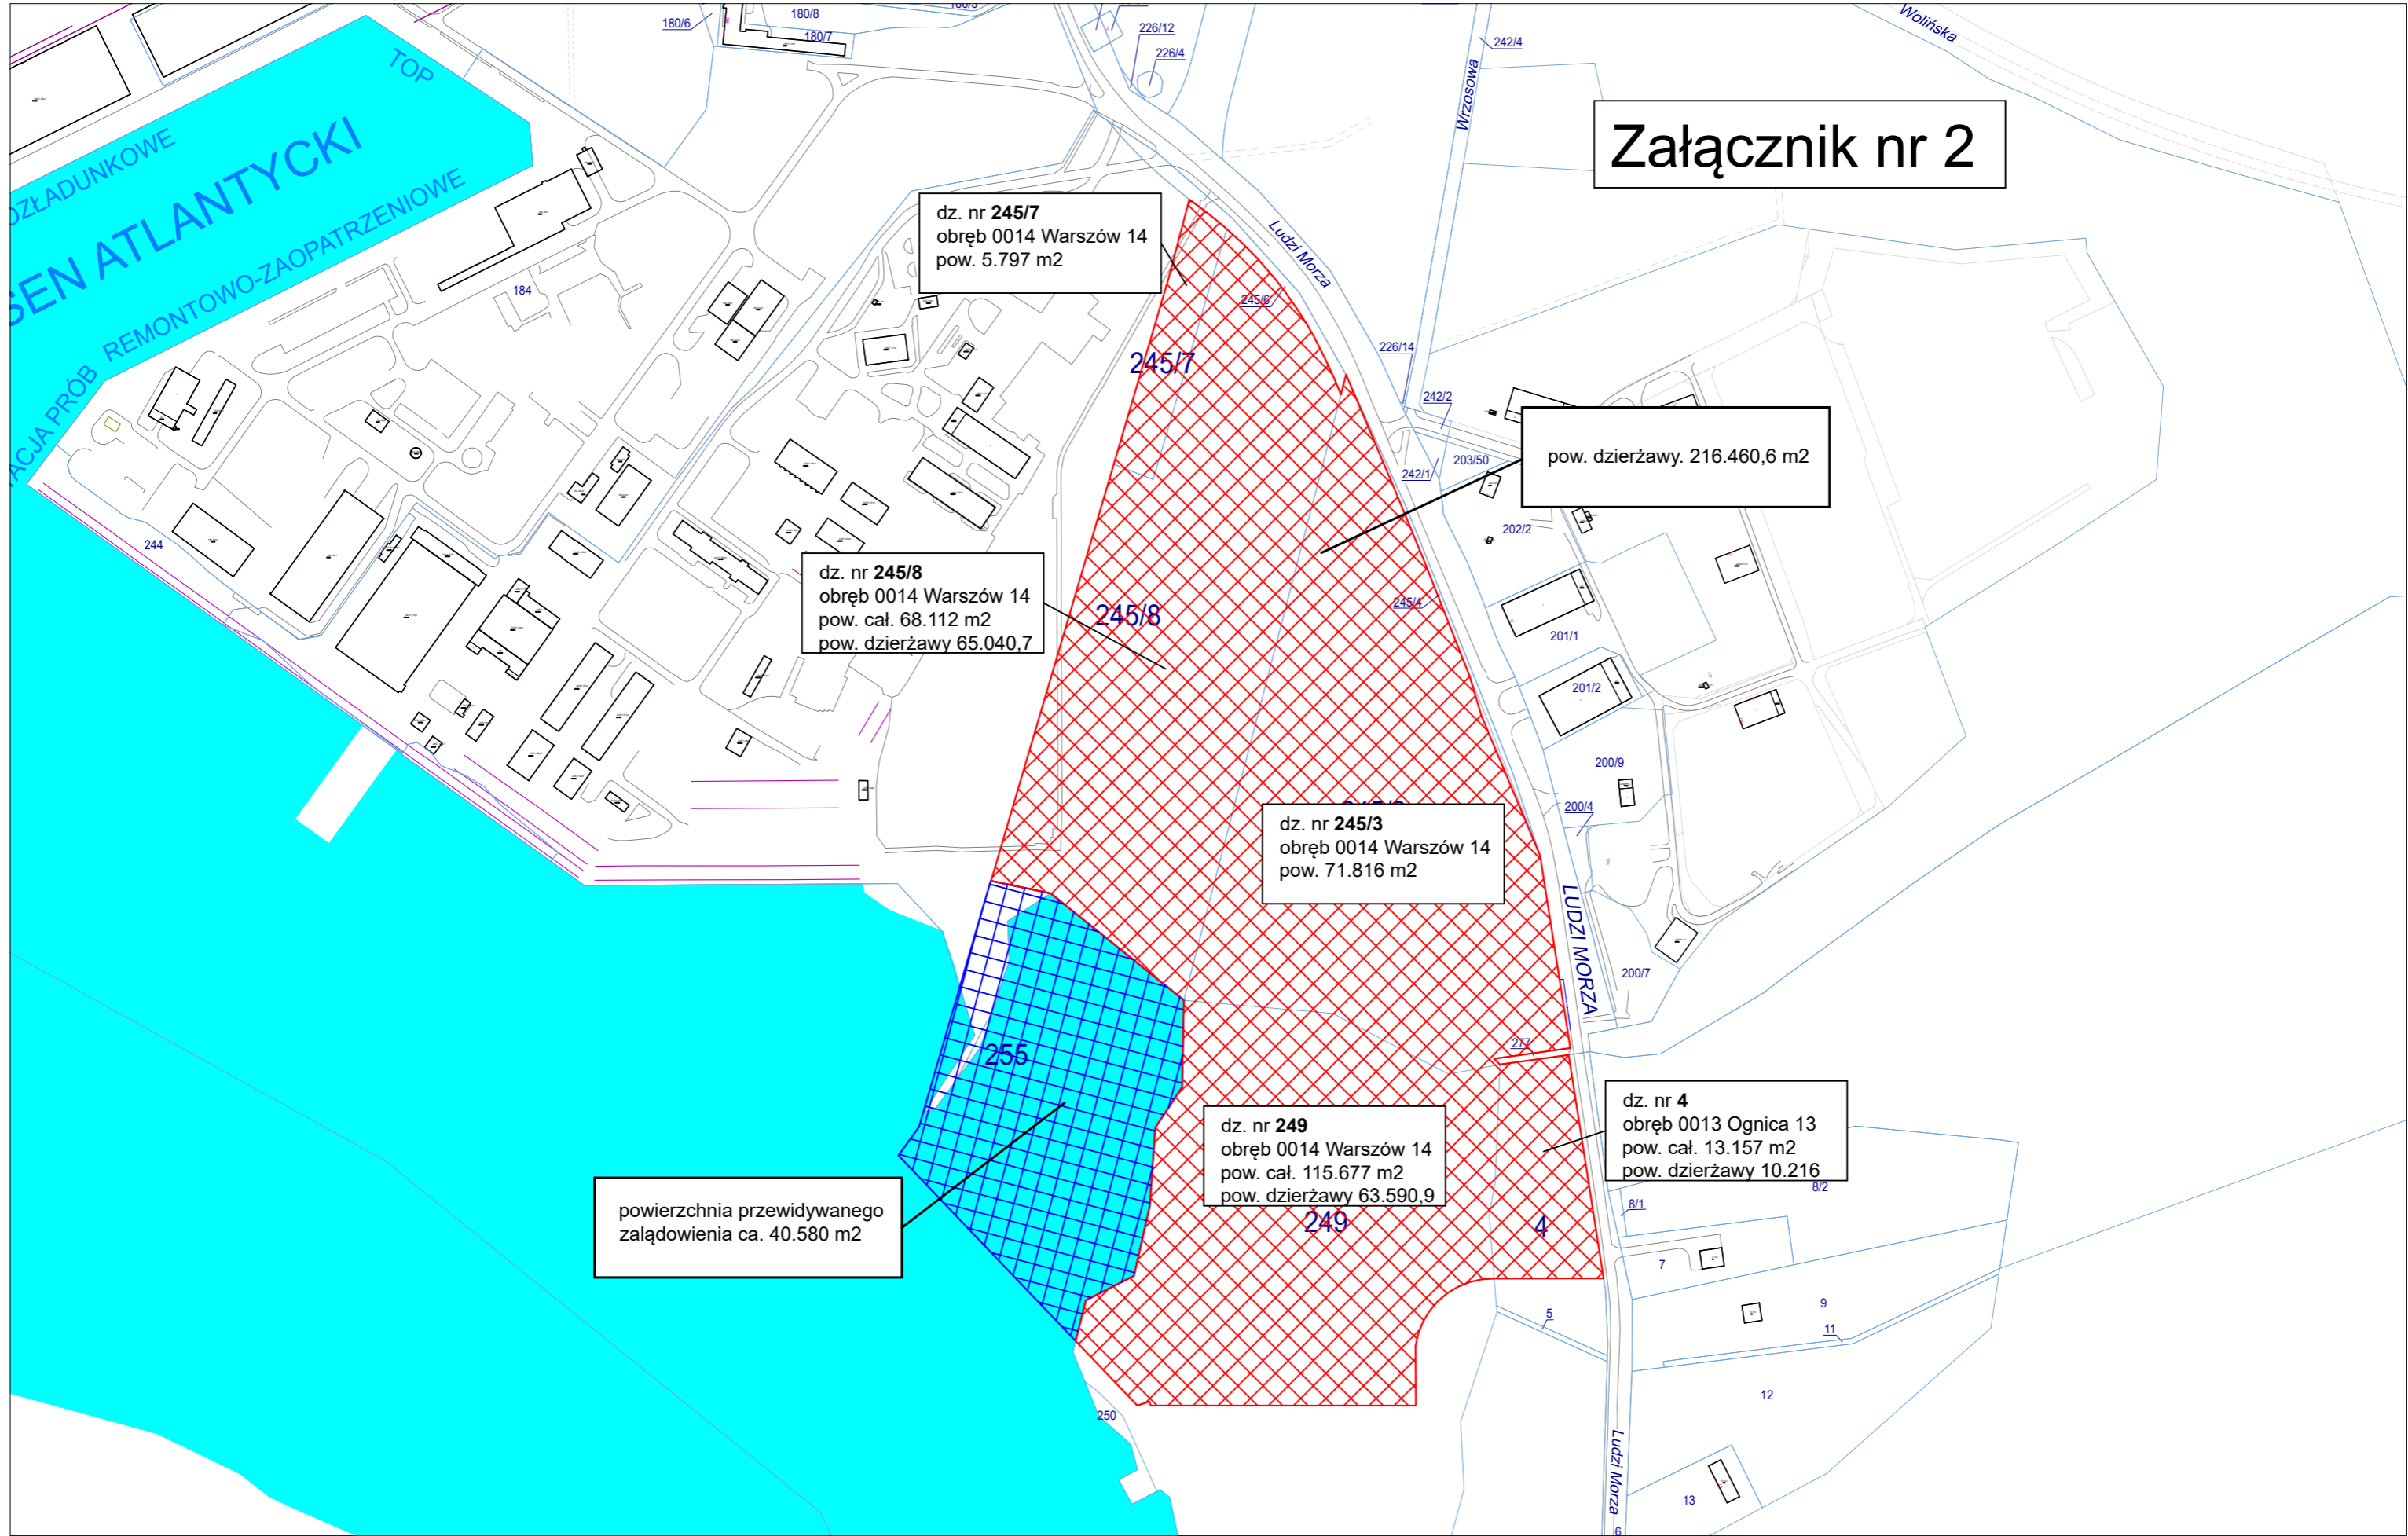 180/6
180/8
180/7
226/12
226/4
242/4
Wolińska
Wrzosowa
TOP
Załącznik nr 2
SEN ATLANTYCKI
REMONTOWO-ZAOPATRZENIOWE
184
dz. nr 245/7
obręb 0014 Warszów 14
pow. 5.797 m2
Ludzi Morza
245/6
245/7
226/14
242/2
242/1
203/50
pow. dzierżawy. 216.460,6 m2
202/2
244
dz. nr 245/8
obręb 0014 Warszów 14
pow. cał. 68.112 m2
pow. dzierżawy 65.040,7
245/8
245/4
201/1
201/2
200/9
200/4
dz. nr 245/3
obręb 0014 Warszów 14
pow. 71.816 m2
LUDZI MORZA
200/7
255
277
dz. nr 249
obręb 0014 Warszów 14
pow. cał. 115.677 m2
pow. dzierżawy 63.590,9
249
dz. nr 4
obręb 0013 Ognica 13
pow. cał. 13.157 m2
pow. dzierżawy 10.216
4
8/2
8/1
powierzchnia przewidywanego
zalądowienia ca. 40.580 m2
7
9
5
11
12
250
Ludzi Morza
13
6